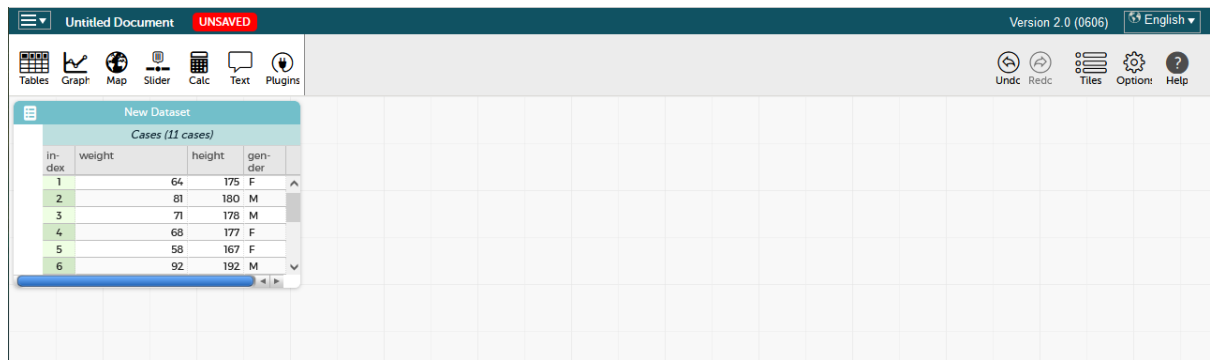 Untitled Document UNSAVED Version 2.0 (0606) English
Tables Graph Map Slider Calc Text Plugins Undo Redo Tiles Options Help
New Dataset
Cases (11 cases)
in- weight height gen-
dex der
1 64 175 F
2 81 180 M
3 71 178 M
4 68 177 F
5 58 167 F
6 92 192 M